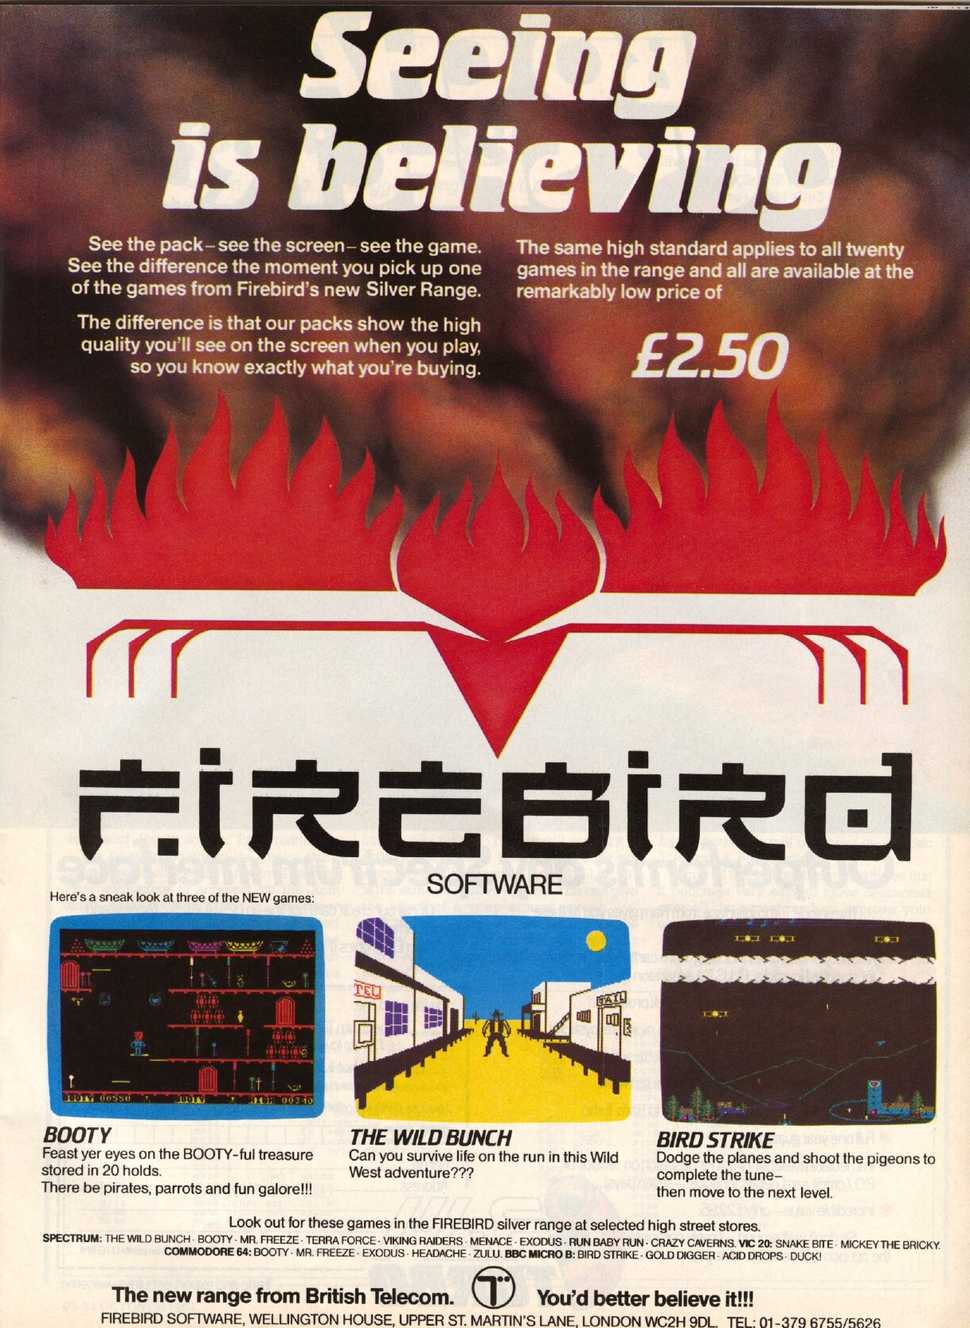 Seeing
is believing
See the pack – see the screen – see the game.
See the difference the moment you pick up one
of the games from Firebird's new Silver Range.
The difference is that our packs show the high
quality you'll see on the screen when you play,
so you know exactly what you're buying.
The same high standard applies to all twenty
games in the range and all are available at the
remarkably low price of
£2.50
FIREBIRD
SOFTWARE
Here's a sneak look at three of the NEW games:
BOOTY 00550 BOOTY HIGH 00340
TEL
JAIL
BOOTY
Feast yer eyes on the BOOTY-ful treasure
stored in 20 holds.
There be pirates, parrots and fun galore!!!
THE WILD BUNCH
Can you survive life on the run in this Wild
West adventure???
BIRD STRIKE
Dodge the planes and shoot the pigeons to
complete the tune–
then move to the next level.
Look out for these games in the FIREBIRD silver range at selected high street stores.
SPECTRUM: THE WILD BUNCH · BOOTY · MR. FREEZE · TERRA FORCE · VIKING RAIDERS · MENACE · EXODUS · RUN BABY RUN · CRAZY CAVERNS. VIC 20: SNAKE BITE · MICKEY THE BRICKY.
COMMODORE 64: BOOTY · MR. FREEZE · EXODUS · HEADACHE · ZULU. BBC MICRO B: BIRD STRIKE · GOLD DIGGER · ACID DROPS · DUCK!
The new range from British Telecom. T You'd better believe it!!!
FIREBIRD SOFTWARE, WELLINGTON HOUSE, UPPER ST. MARTIN'S LANE, LONDON WC2H 9DL. TEL: 01-379 6755/5626